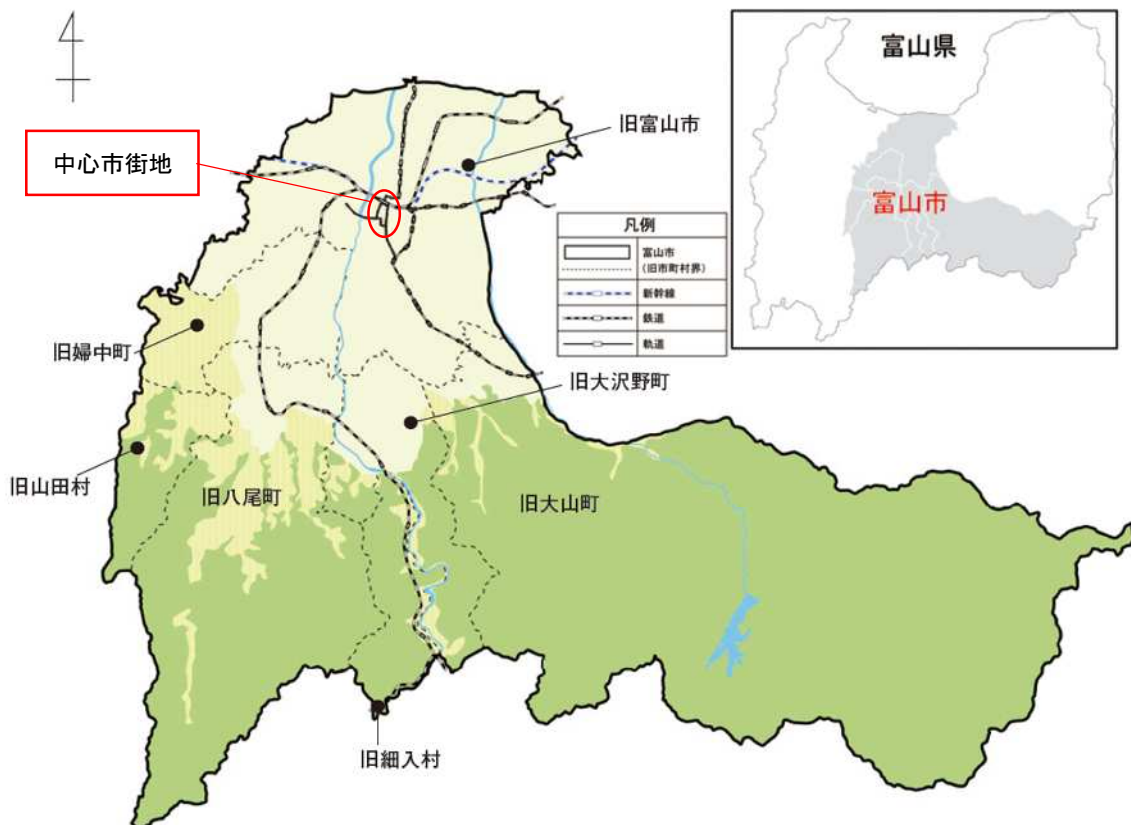 富山県
富山市
中心市街地
旧富山市
凡例
富山市
(旧市町村界)
新幹線
鉄道
軌道
旧婦中町
旧大沢野町
旧山田村
旧八尾町
旧大山町
旧細入村